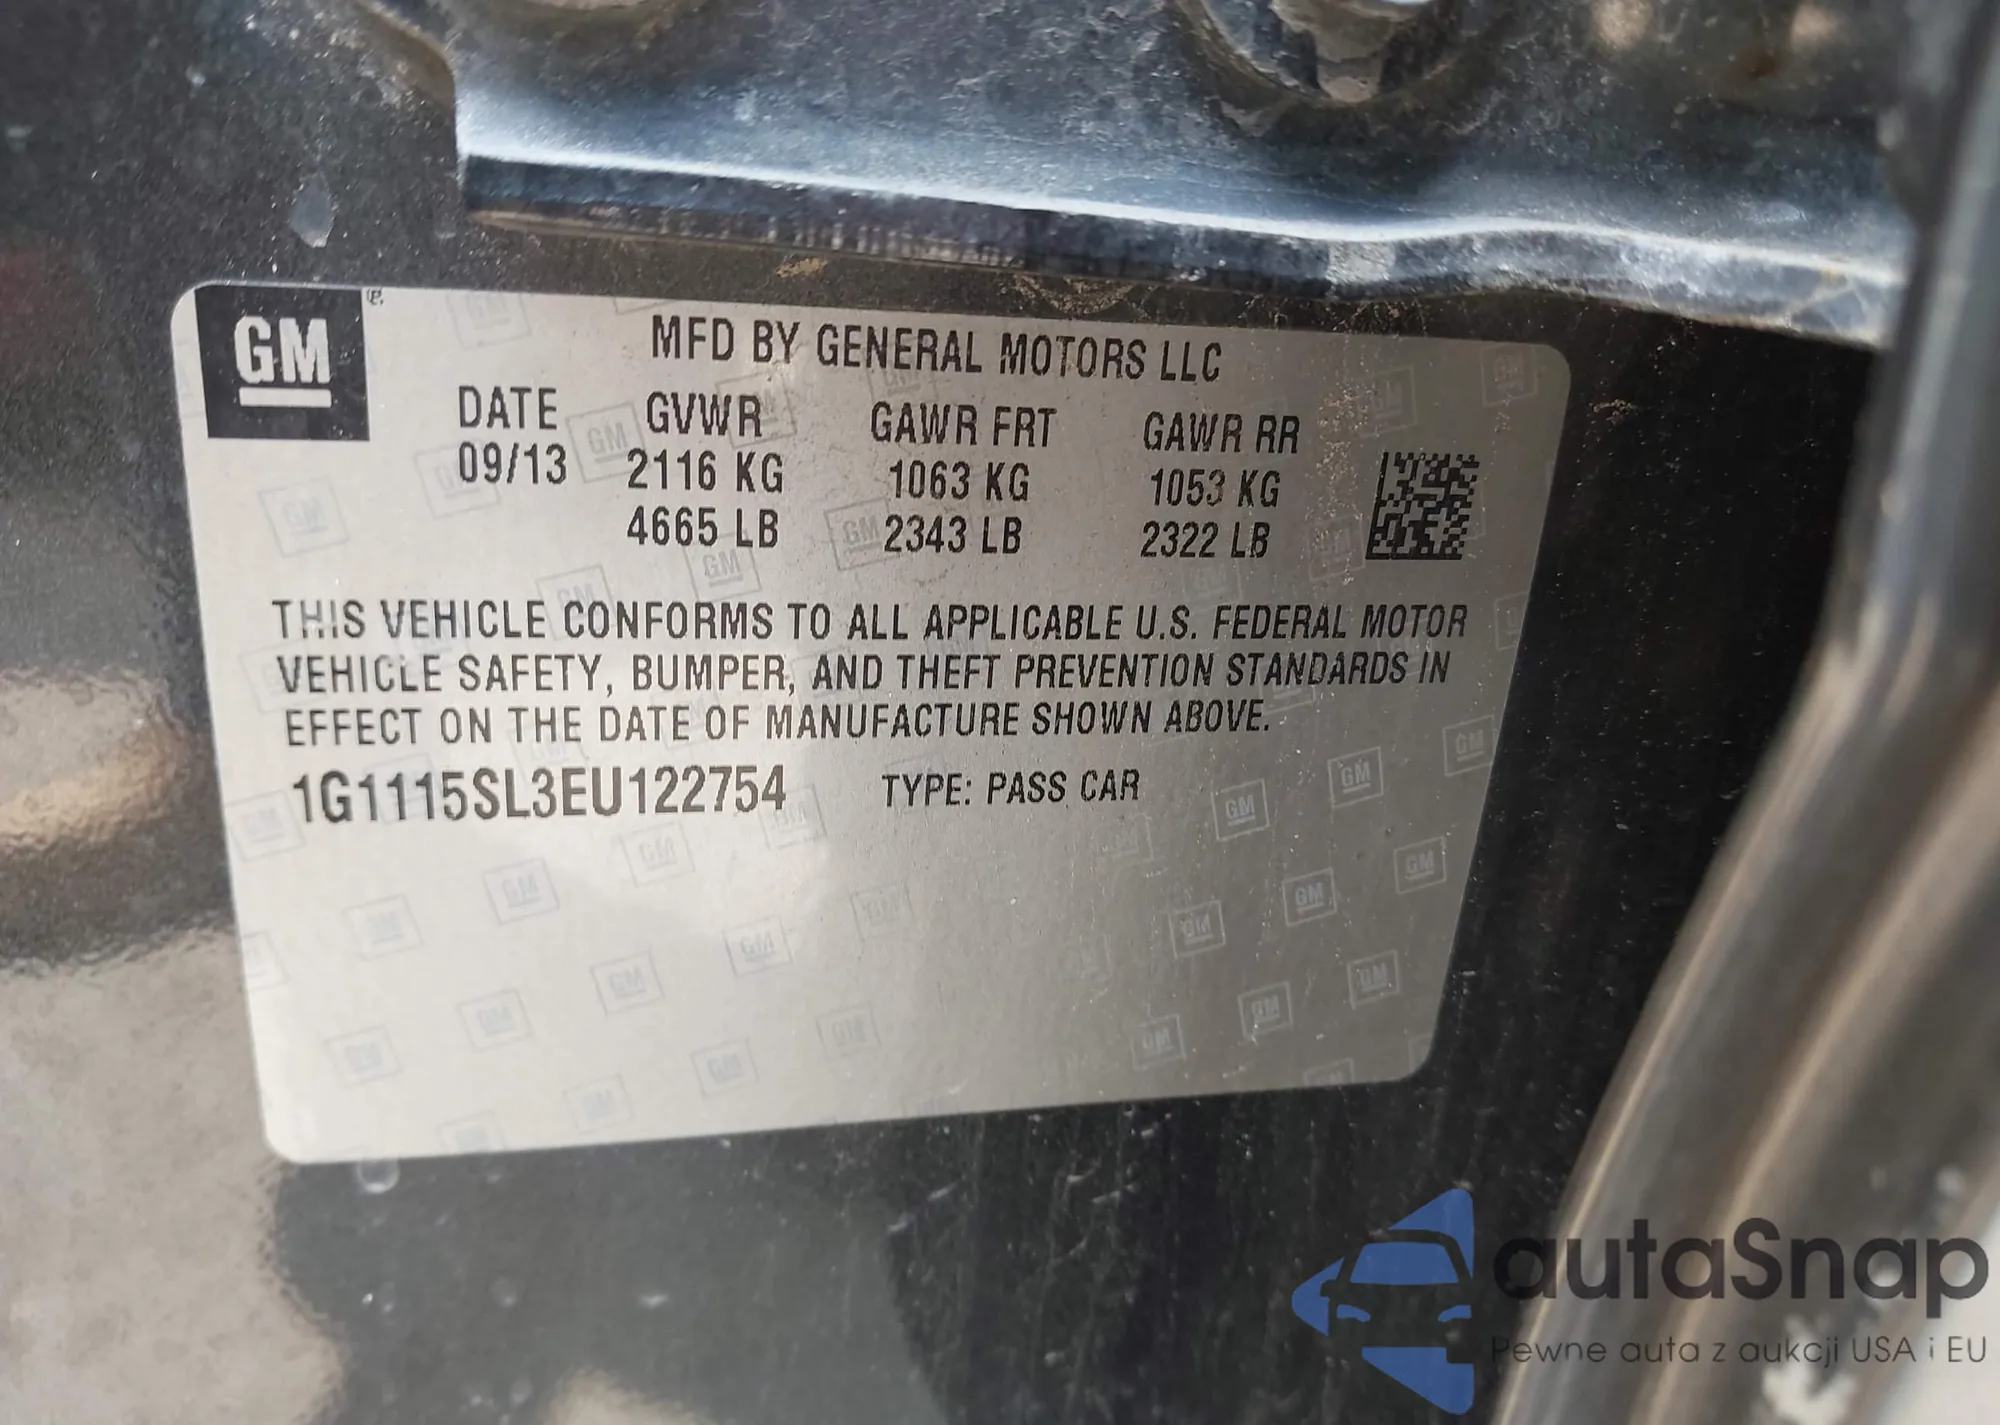 GM
MFD BY GENERAL MOTORS LLC
DATE GVWR GAWR FRT GAWR RR
09/13 2116 KG 1063 KG 1053 KG
4665 LB 2343 LB 2322 LB
THIS VEHICLE CONFORMS TO ALL APPLICABLE U.S. FEDERAL MOTOR
VEHICLE SAFETY, BUMPER, AND THEFT PREVENTION STANDARDS IN
EFFECT ON THE DATE OF MANUFACTURE SHOWN ABOVE.
1G1115SL3EU122754 TYPE: PASS CAR
autaSnap
Pewne auta z aukcji USA i EU